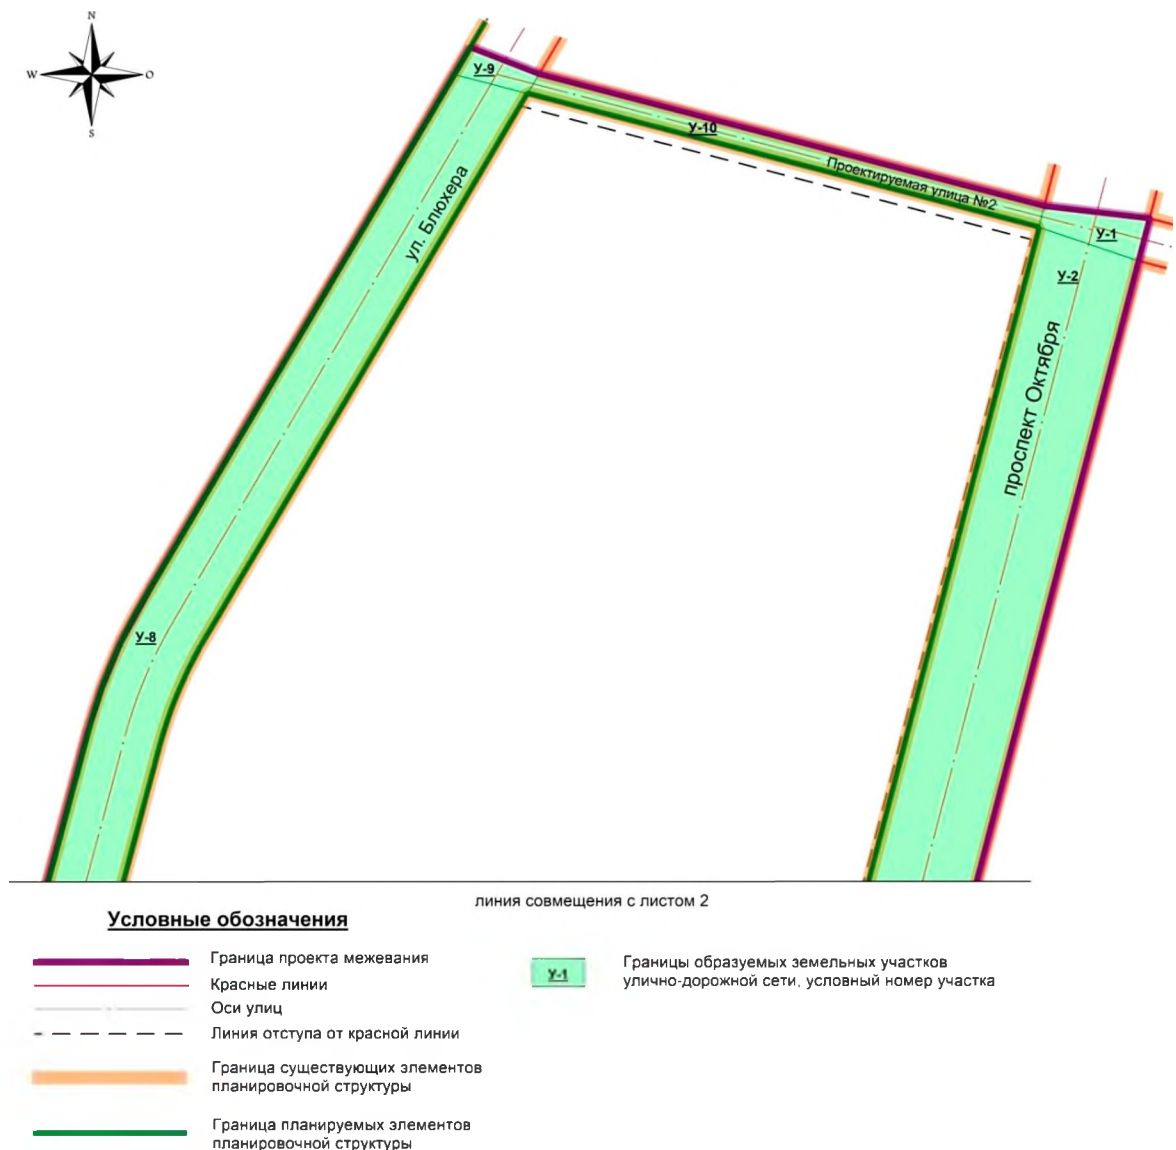 N
W
O
S
У-9
У-10
Проектируемая улица №2
У-1
У-2
ул. Блюхера
проспект Октября
У-8
линия совмещения с листом 2
Условные обозначения
Граница проекта межевания
Красные линии
Оси улиц
Линия отступа от красной линии
Граница существующих элементов
планировочной структуры
Граница планируемых элементов
планировочной структуры
У-1
Границы образуемых земельных участков
улично-дорожной сети, условный номер участка